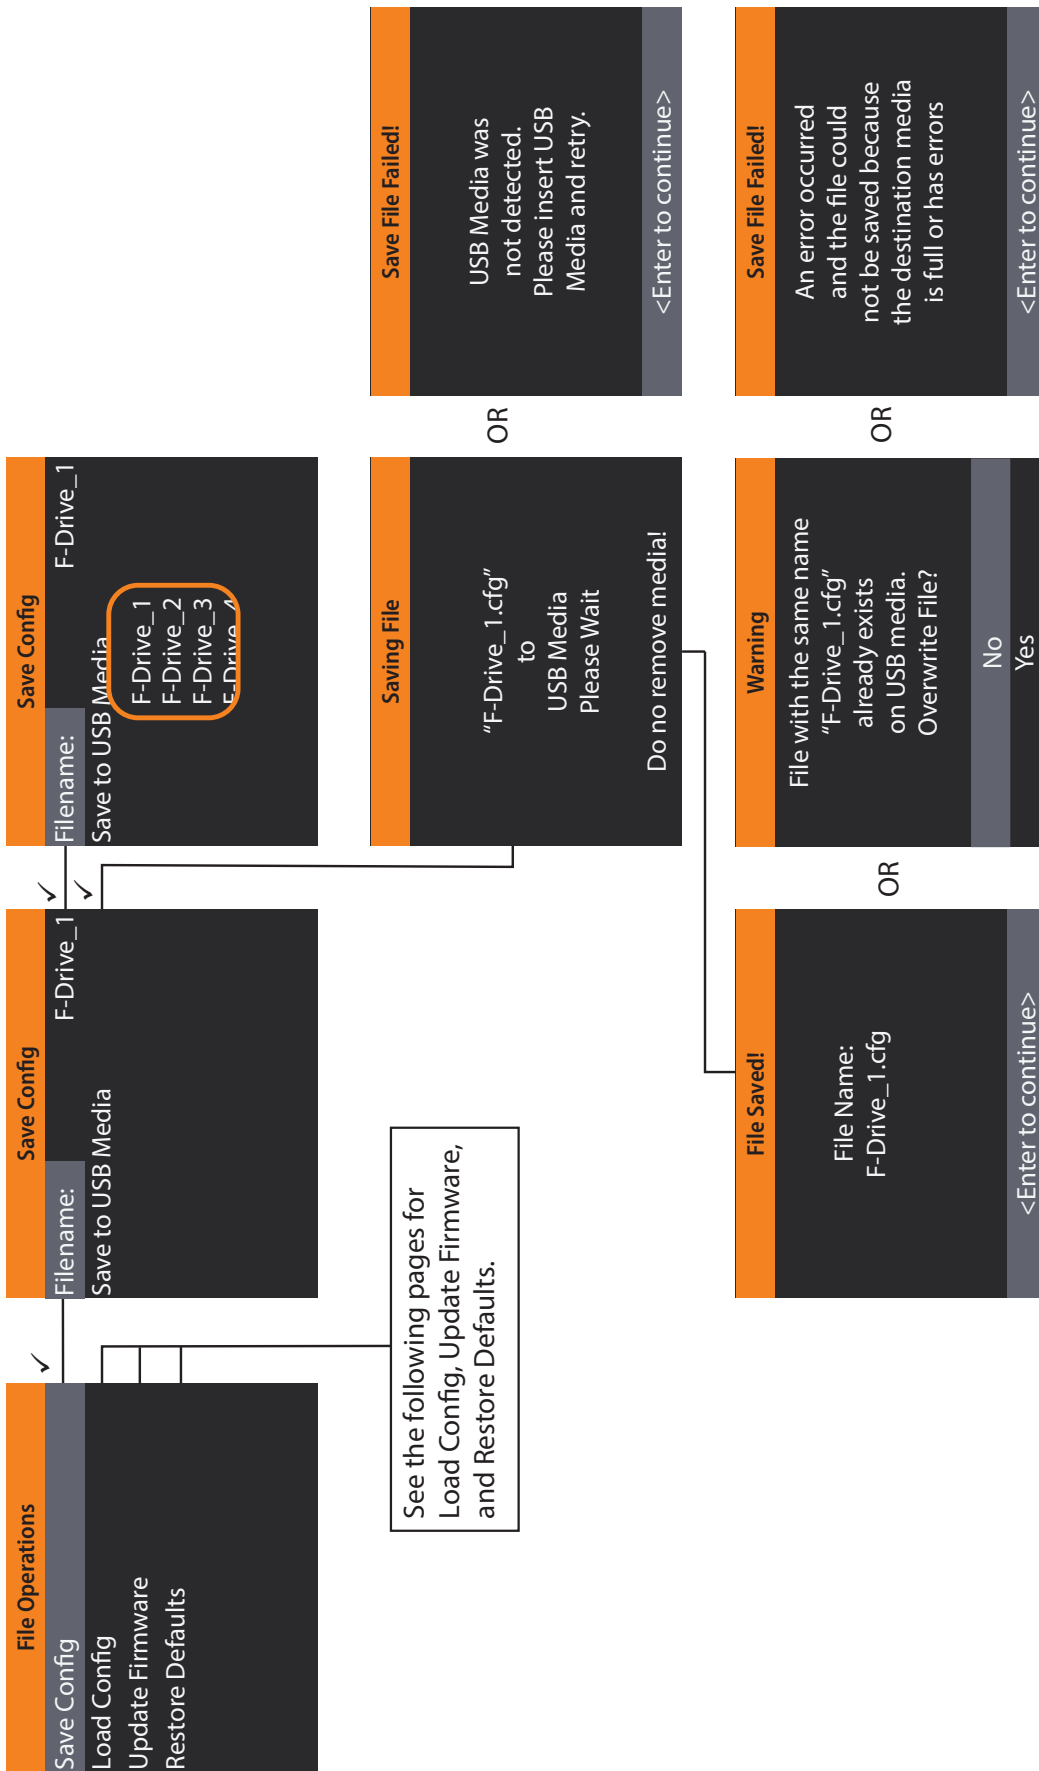 File Operations
Save Config
Load Config
Update Firmware
Restore Defaults
See the following pages for
Load Config, Update Firmware,
and Restore Defaults.
Save Config
Filename: F-Drive_1
Save to USB Media
Save Config
Filename: F-Drive_1
Save to USB Media
F-Drive_1
F-Drive_2
F-Drive_3
F-Drive_4
Saving File
“F-Drive_1.cfg”
to
USB Media
Please Wait
Do no remove media!
OR
Save File Failed!
USB Media was
not detected.
Please insert USB
Media and retry.
<Enter to continue>
File Saved!
File Name:
F-Drive_1.cfg
<Enter to continue>
OR
Warning
File with the same name
“F-Drive_1.cfg”
already exists
on USB media.
Overwrite File?
No
Yes
OR
Save File Failed!
An error occurred
and the file could
not be saved because
the destination media
is full or has errors
<Enter to continue>